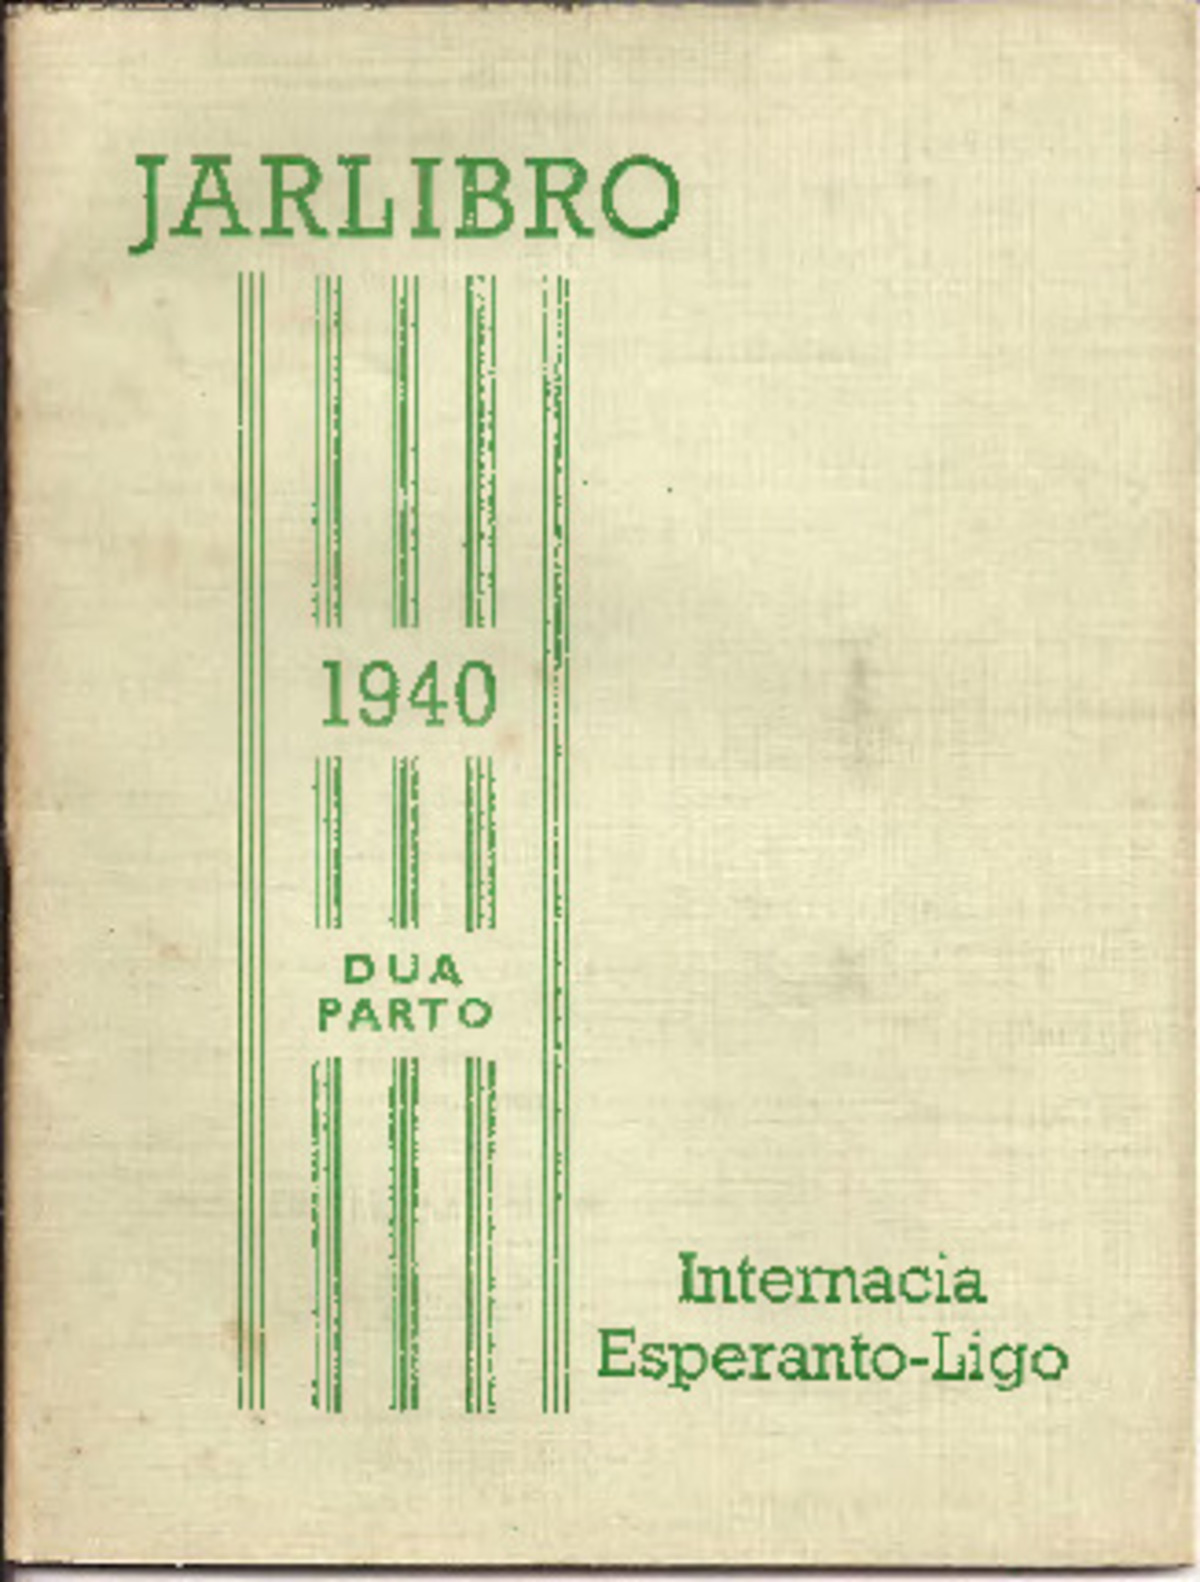 JARLIBRO
1940
DUA
PARTO
Internacia
Esperanto-Ligo